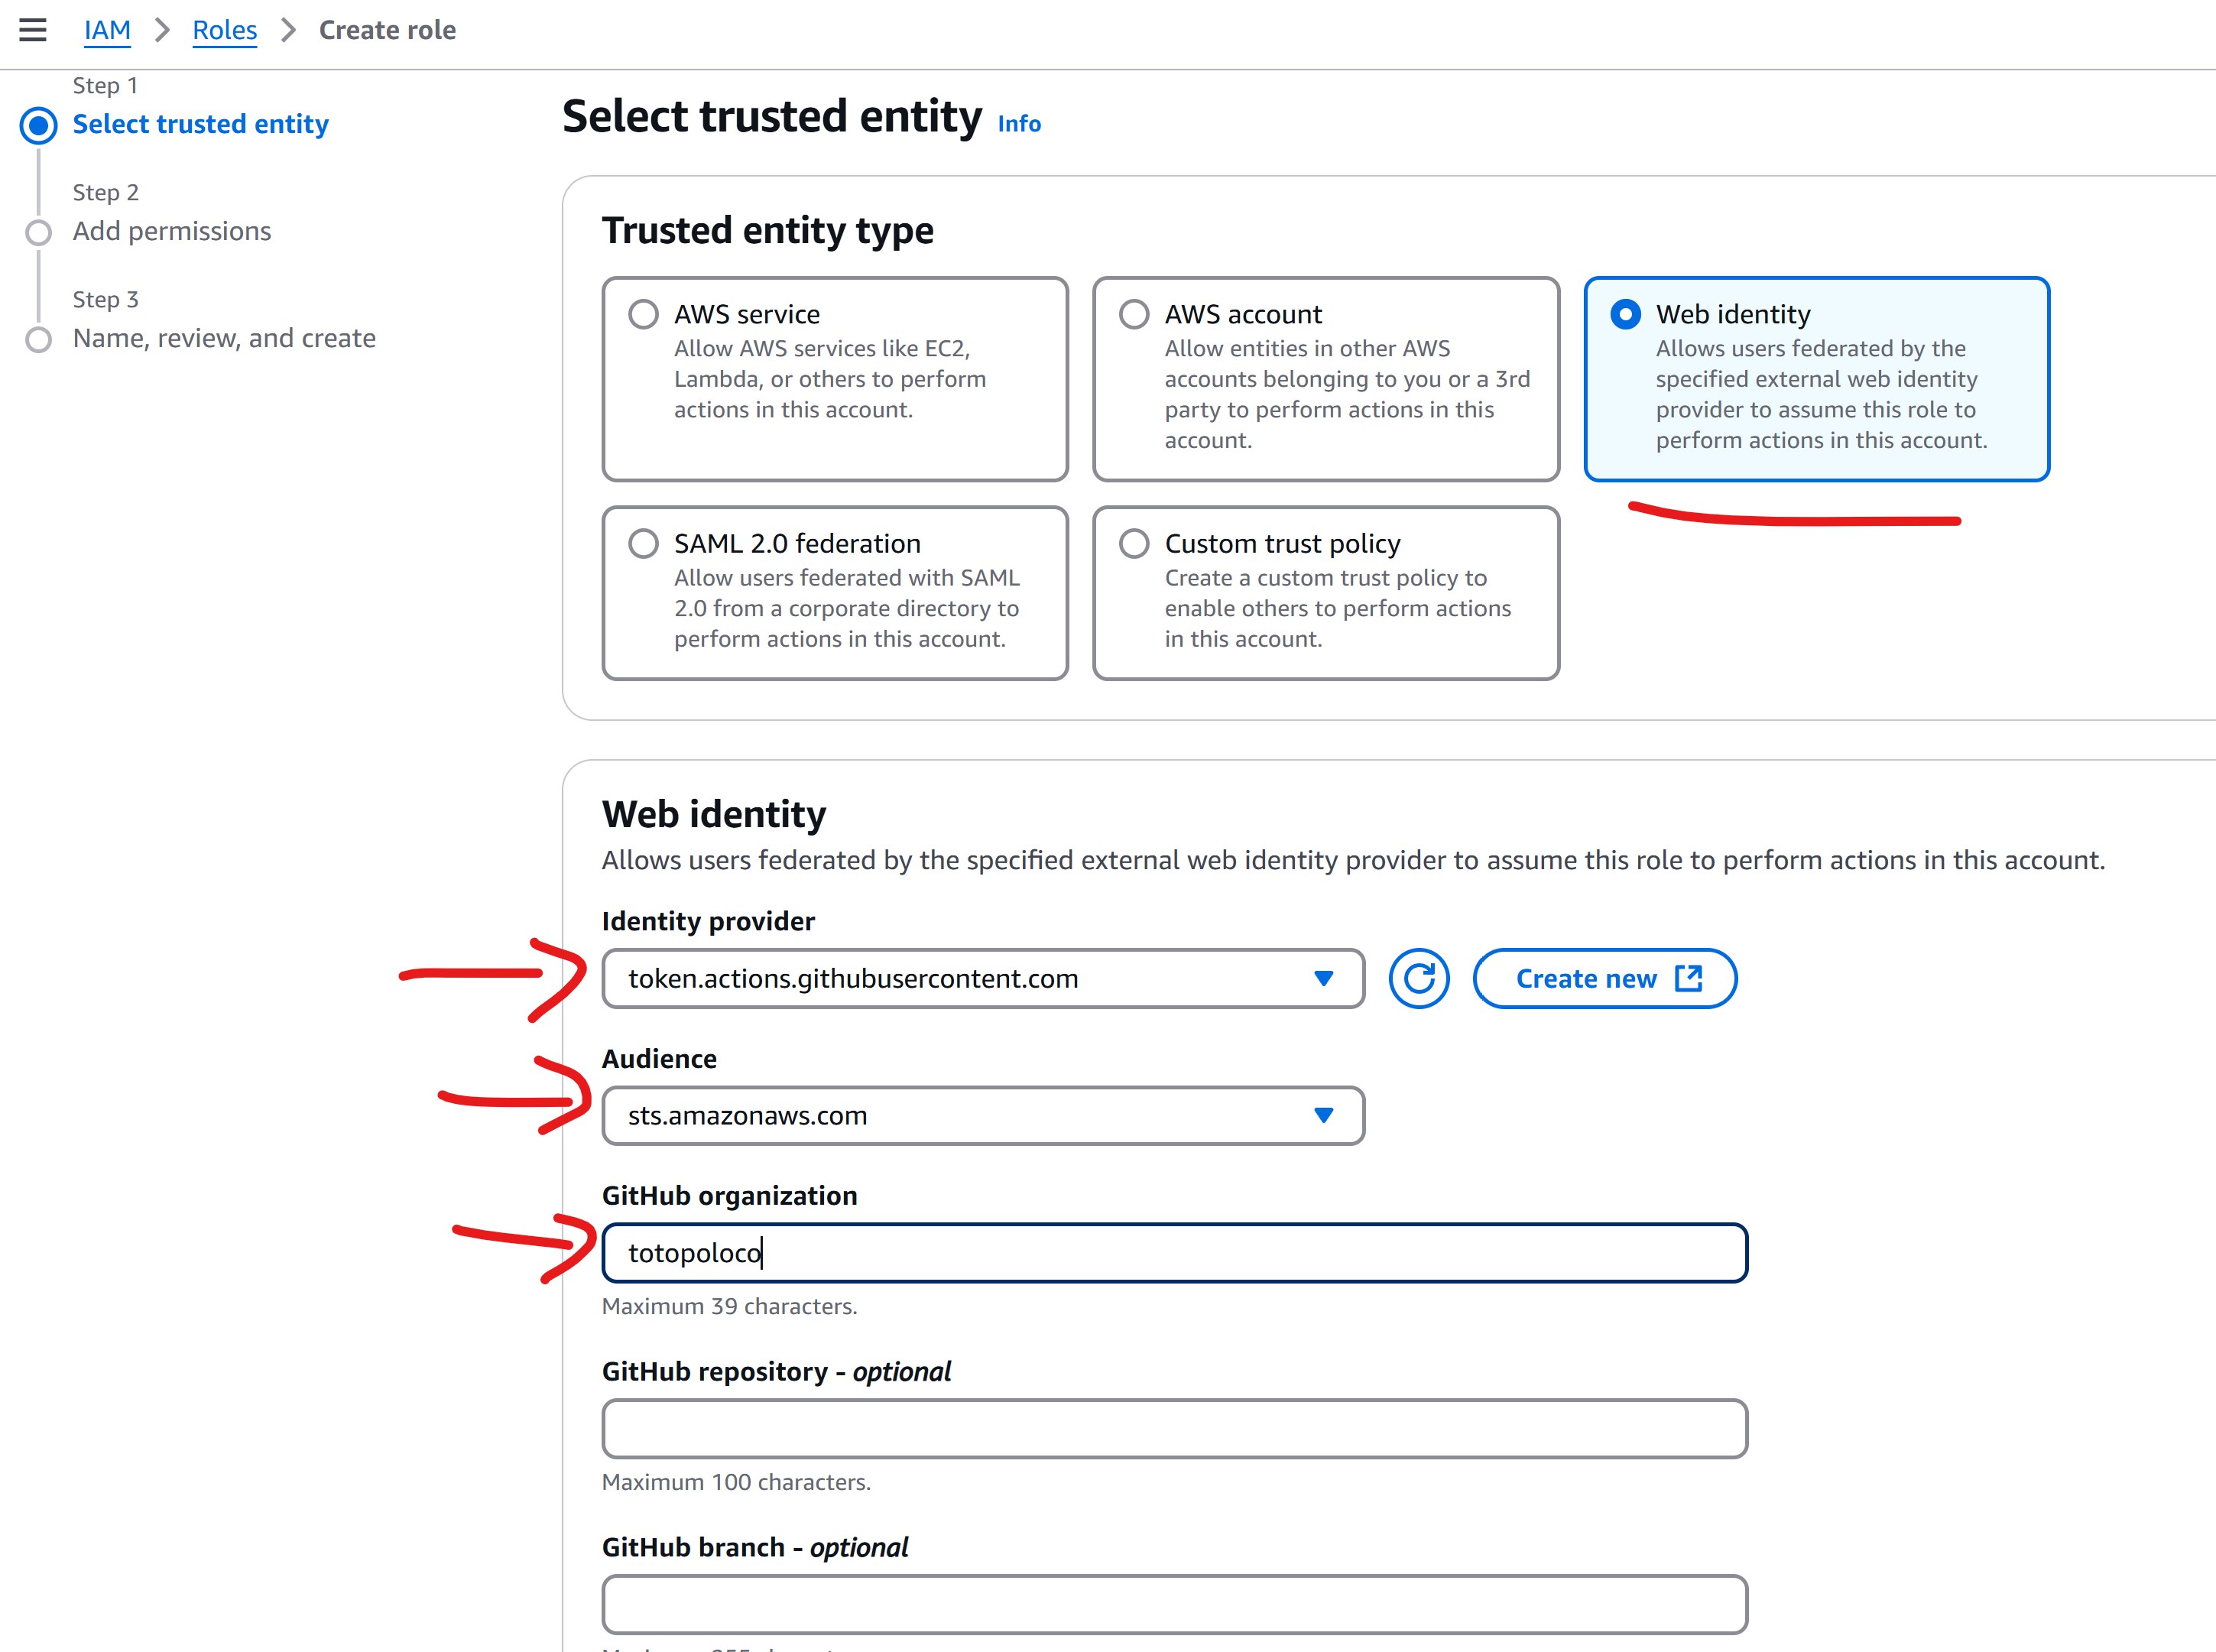 IAM > Roles > Create role
Step 1
Select trusted entity
Step 2
Add permissions
Step 3
Name, review, and create
Select trusted entity Info
Trusted entity type
AWS service
Allow AWS services like EC2,
Lambda, or others to perform
actions in this account.
AWS account
Allow entities in other AWS
accounts belonging to you or a 3rd
party to perform actions in this
account.
Web identity
Allows users federated by the
specified external web identity
provider to assume this role to
perform actions in this account.
SAML 2.0 federation
Allow users federated with SAML
2.0 from a corporate directory to
perform actions in this account.
Custom trust policy
Create a custom trust policy to
enable others to perform actions
in this account.
Web identity
Allows users federated by the specified external web identity provider to assume this role to perform actions in this account.
Identity provider
token.actions.githubusercontent.com
Create new
Audience
sts.amazonaws.com
GitHub organization
totopoloco
Maximum 39 characters.
GitHub repository - optional
Maximum 100 characters.
GitHub branch - optional